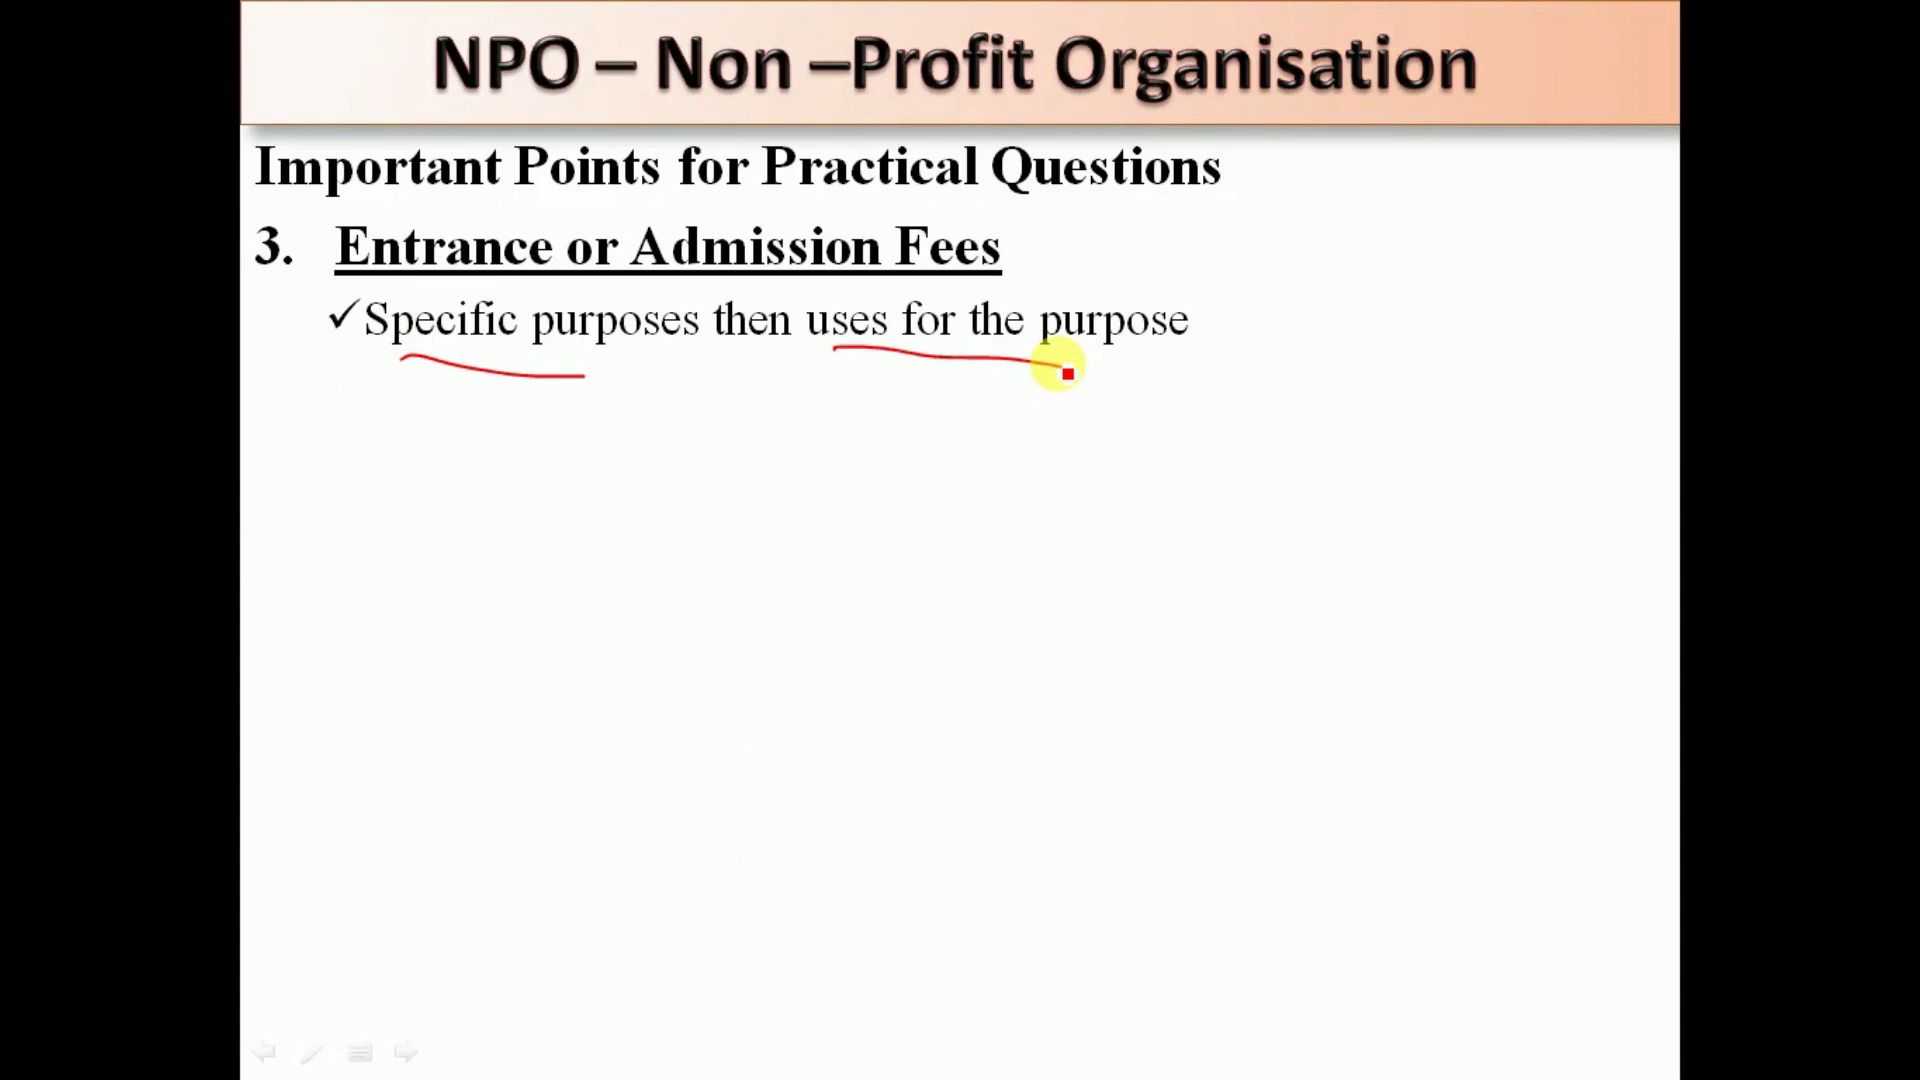 NPO – Non –Profit Organisation
Important Points for Practical Questions
3. Entrance or Admission Fees
✓Specific purposes then uses for the purpose